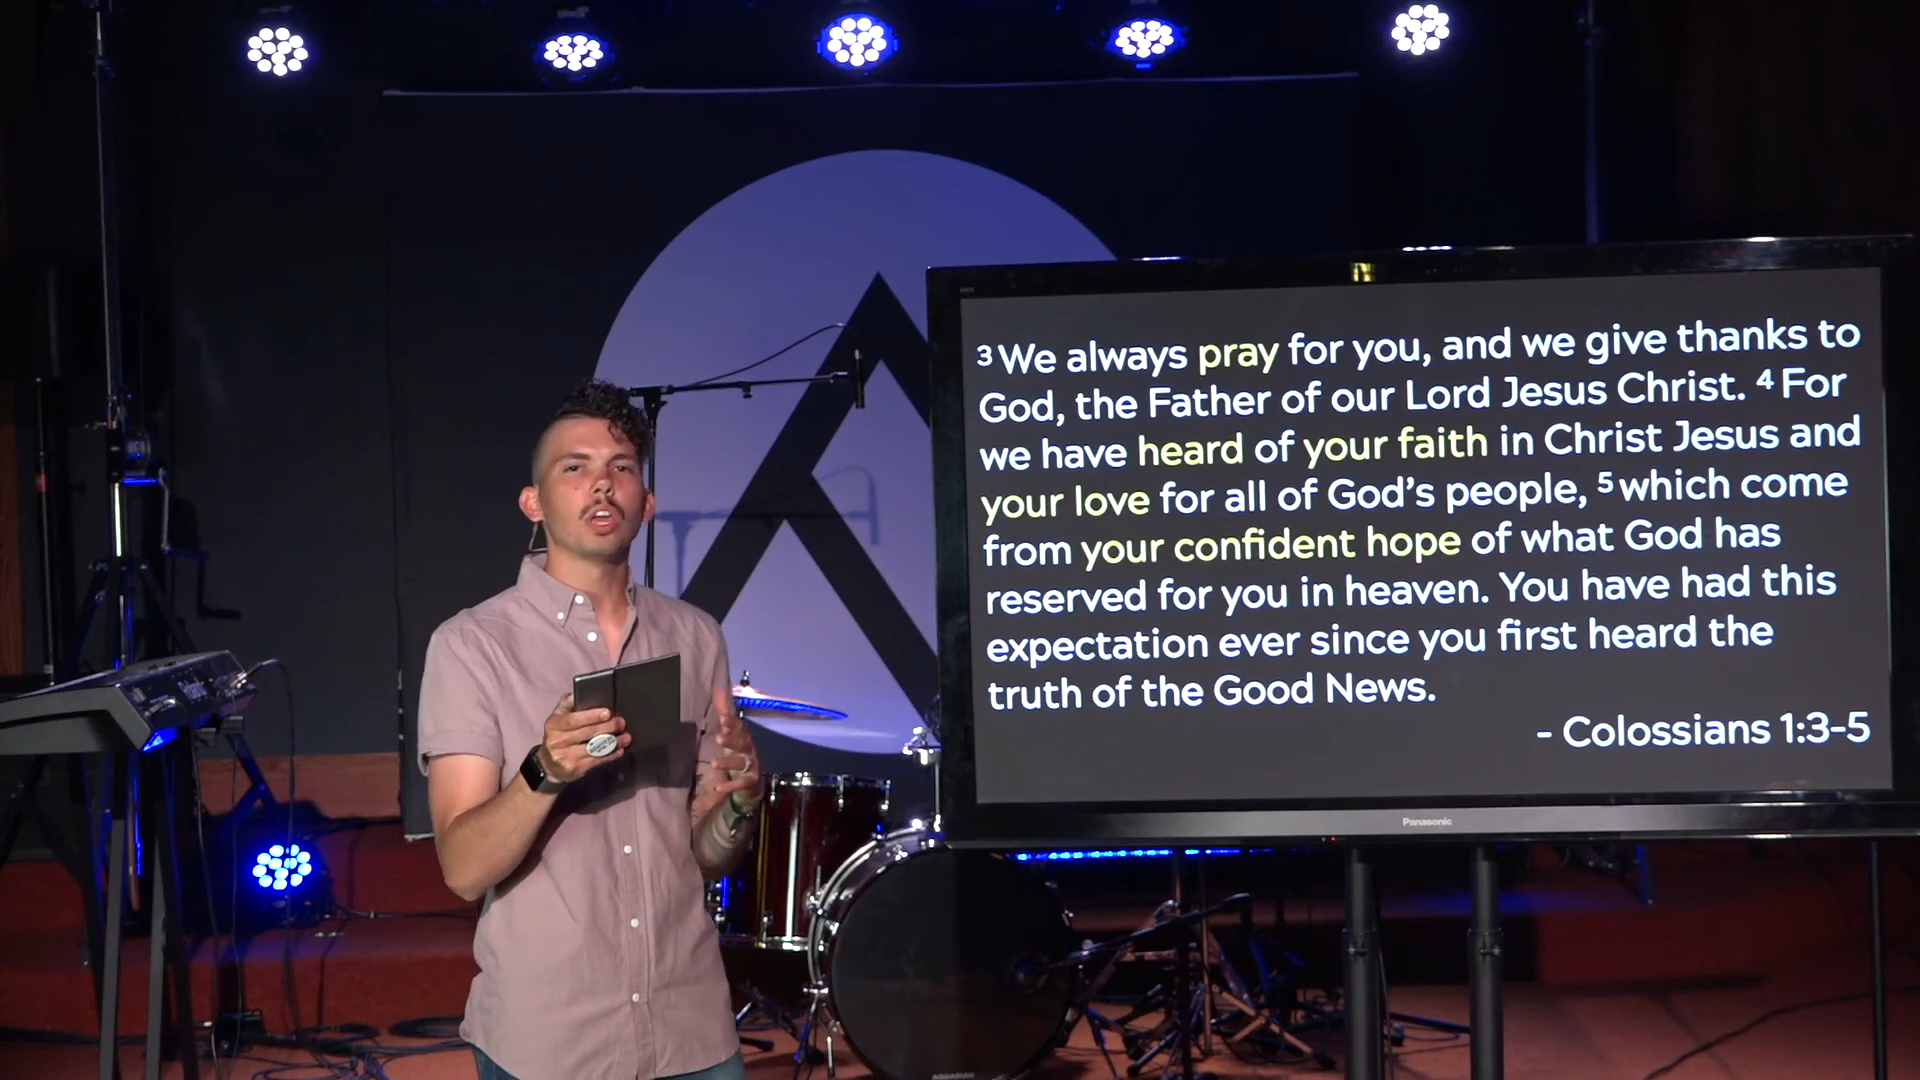 ³ We always pray for you, and we give thanks to
God, the Father of our Lord Jesus Christ. ⁴ For
we have heard of your faith in Christ Jesus and
your love for all of God's people, ⁵ which come
from your confident hope of what God has
reserved for you in heaven. You have had this
expectation ever since you first heard the
truth of the Good News.
- Colossians 1:3-5
Panasonic
AQUARIAN